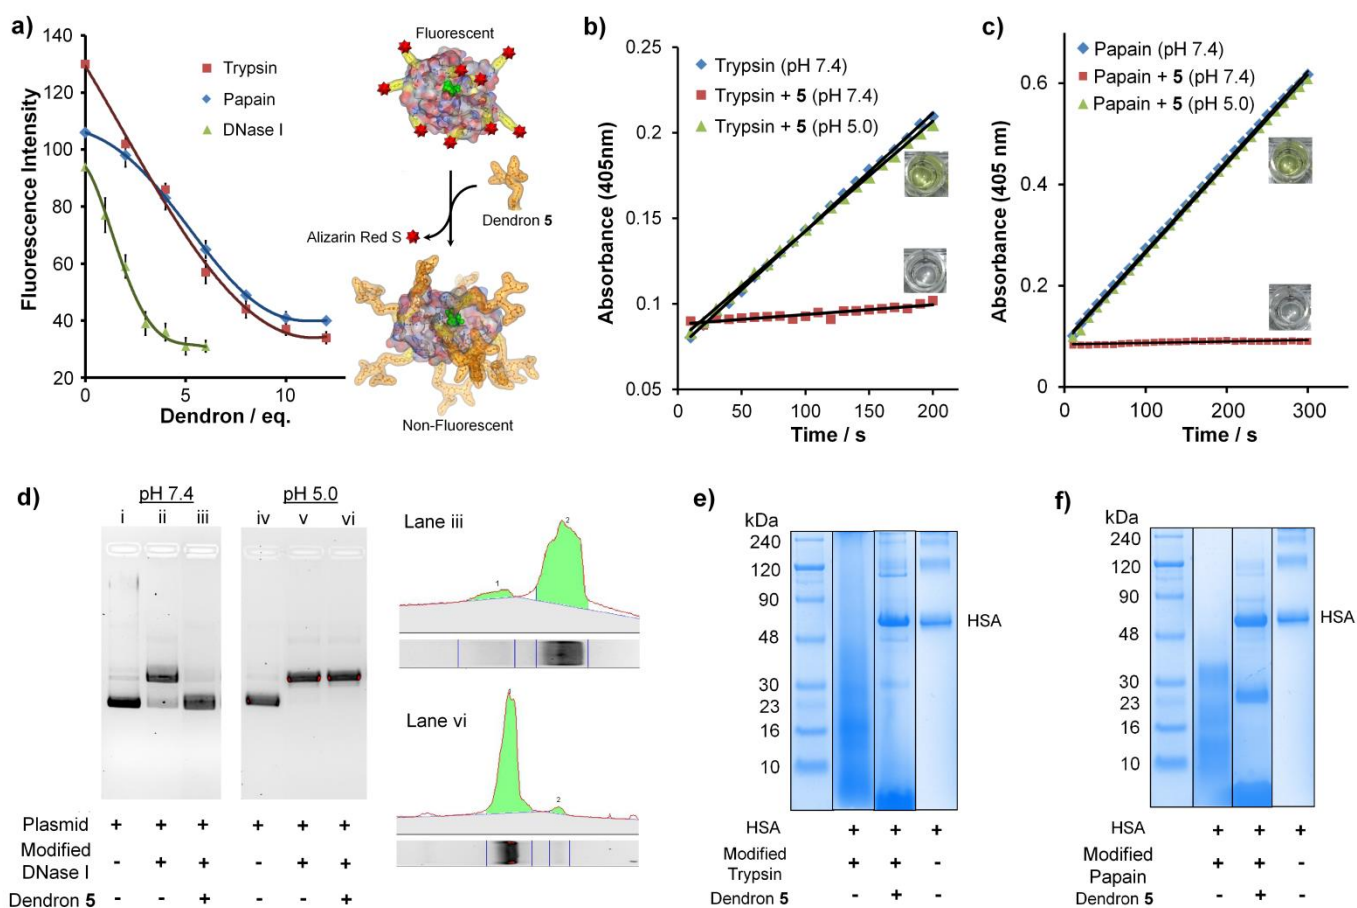 a)
Fluorescence Intensity
140
120
100
80
60
40
20
0
5
10
Dendron / eq.
Trypsin
Papain
DNase I
Fluorescent
Dendron 5
Alizarin Red S
Non-Fluorescent
b)
Absorbance (405nm)
0.25
0.2
0.15
0.1
0.05
0
50
100
150
200
Time / s
Trypsin (pH 7.4)
Trypsin + 5 (pH 7.4)
Trypsin + 5 (pH 5.0)
c)
Absorbance (405 nm)
0.6
0.4
0.2
0
0
100
200
300
Time / s
Papain (pH 7.4)
Papain + 5 (pH 7.4)
Papain + 5 (pH 5.0)
d)
pH 7.4
pH 5.0
i ii iii iv v vi
Plasmid + + + + + +
Modified
DNase I - + + - + +
Dendron 5 - - + - - +
Lane iii
1
2
Lane vi
2
e)
kDa
240
120
90
48
30
23
16
10
HSA
HSA + + +
Modified
Trypsin + + -
Dendron 5 - + -
f)
kDa
240
120
90
48
30
23
16
10
HSA
HSA + + +
Modified
Papain + + -
Dendron 5 - + -